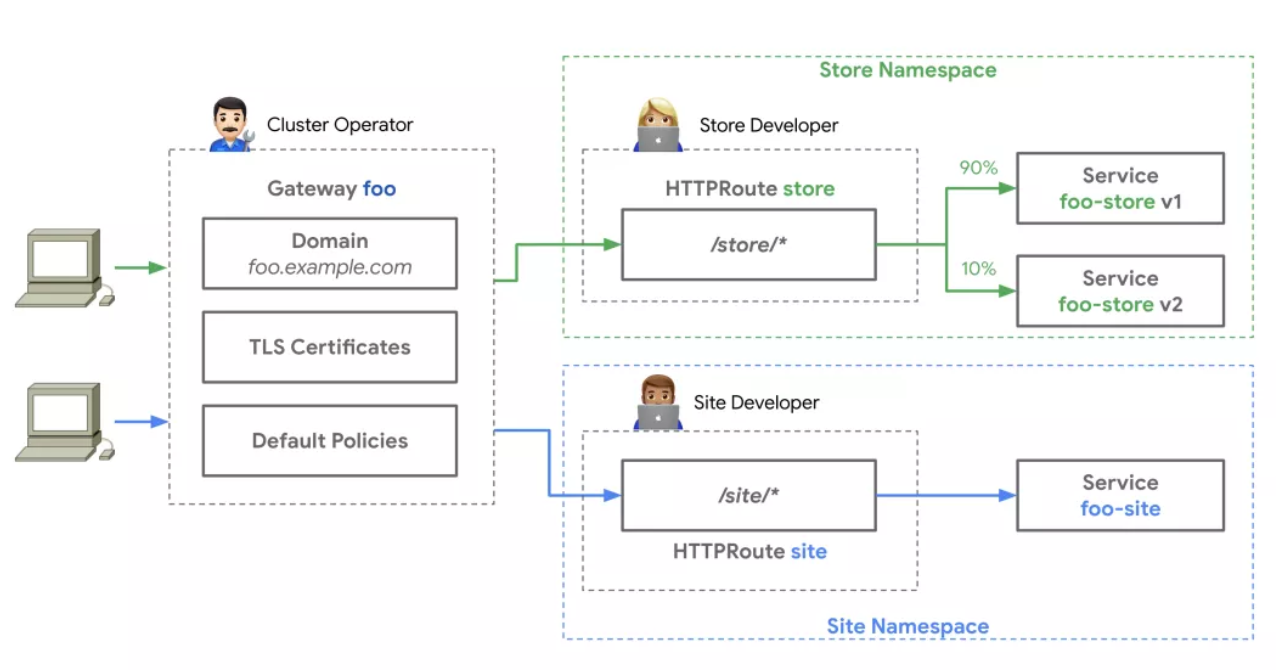 Store Namespace
Cluster Operator
Store Developer
Gateway foo
HTTPRoute store
Domain
foo.example.com
/store/*
90%
Service
foo-store v1
10%
Service
foo-store v2
TLS Certificates
Default Policies
Site Developer
/site/*
HTTPRoute site
Service
foo-site
Site Namespace